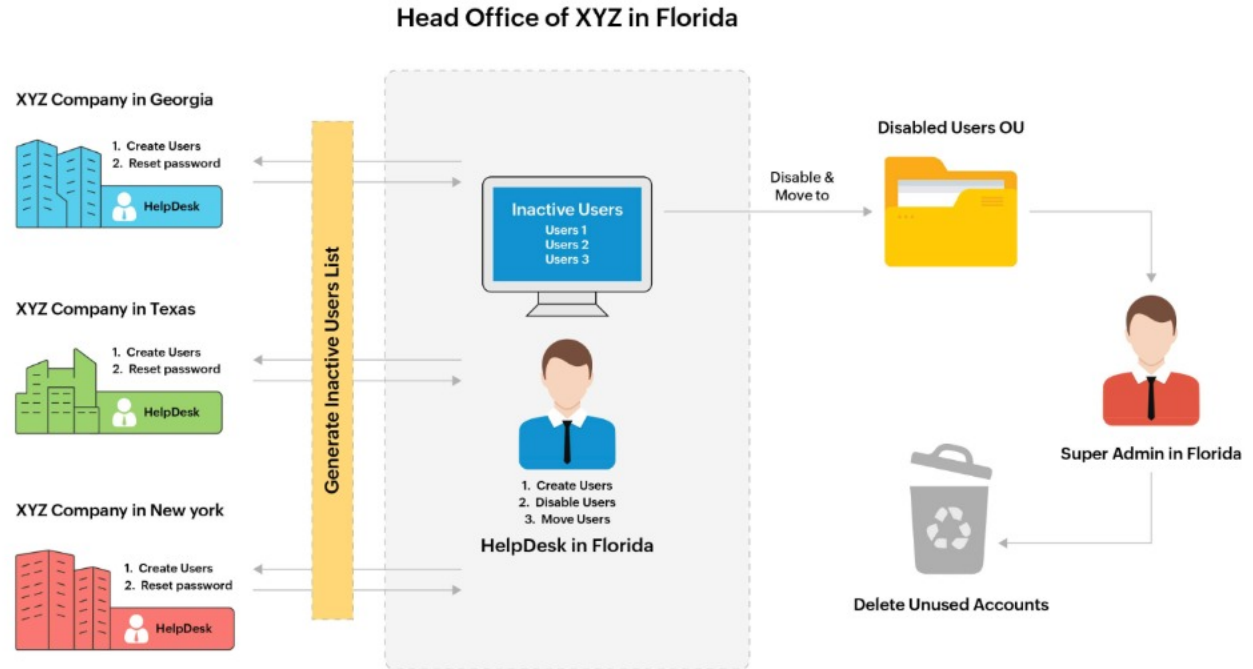 Head Office of XYZ in Florida
XYZ Company in Georgia
1. Create Users
2. Reset password
HelpDesk
XYZ Company in Texas
1. Create Users
2. Reset password
HelpDesk
XYZ Company in New york
1. Create Users
2. Reset password
HelpDesk
Generate Inactive Users List
Inactive Users
Users 1
Users 2
Users 3
1. Create Users
2. Disable Users
3. Move Users
HelpDesk in Florida
Disable &
Move to
Disabled Users OU
Super Admin in Florida
Delete Unused Accounts